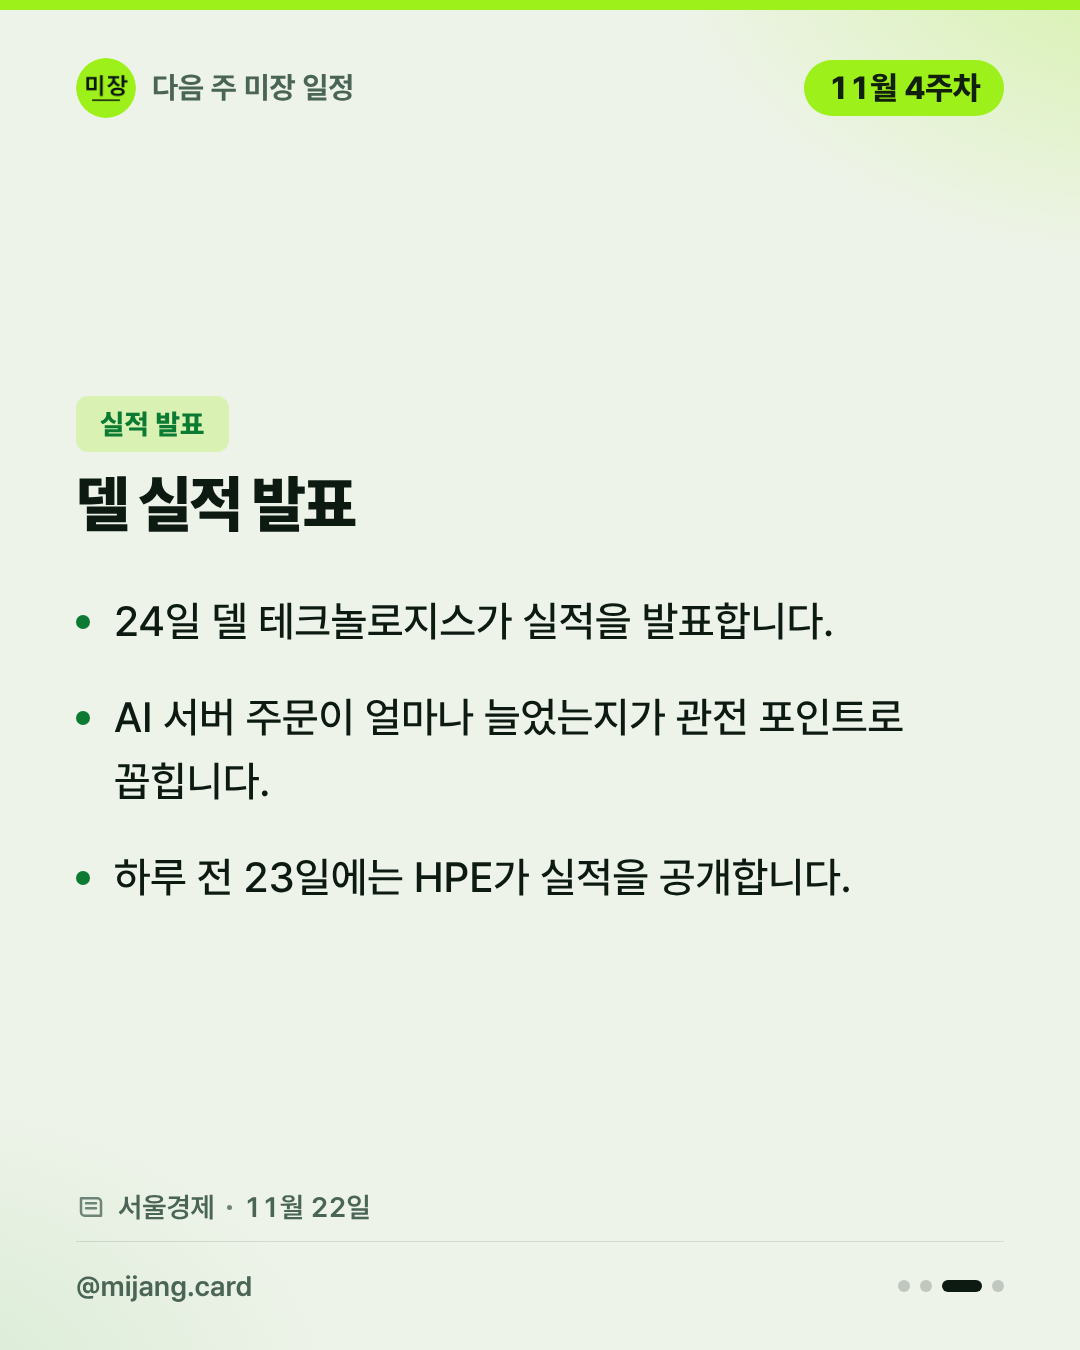 미장 다음 주 미장 일정
11월 4주차
실적 발표
델 실적 발표
24일 델 테크놀로지스가 실적을 발표합니다.
AI 서버 주문이 얼마나 늘었는지가 관전 포인트로
꼽힙니다.
하루 전 23일에는 HPE가 실적을 공개합니다.
서울경제 · 11월 22일
@mijang.card